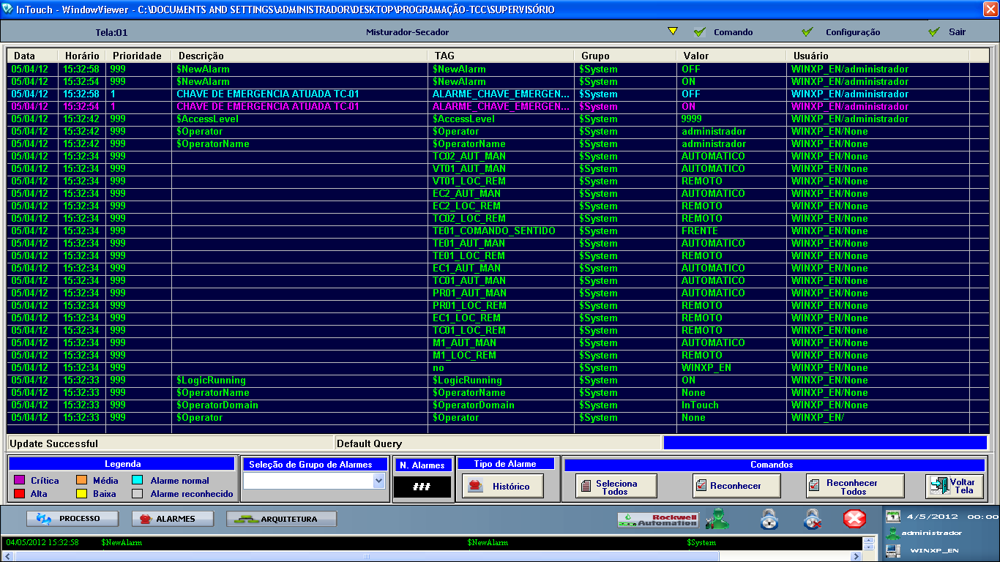 InTouch - WindowViewer - C:\DOCUMENTS AND SETTINGS\ADMINISTRADOR\DESKTOP\PROGRAMAÇÃO-TCC\SUPERVISÓRIO
Tela:01 Misturador-Secador Comando Configuração Sair
Data Horário Prioridade Descrição TAG Grupo Valor Usuário
05/04/12 15:32:58 999 $NewAlarm $NewAlarm $System OFF WINXP_EN/administrador
05/04/12 15:32:54 999 $NewAlarm $NewAlarm $System ON WINXP_EN/administrador
05/04/12 15:32:58 1 CHAVE DE EMERGENCIA ATUADA TC-01 ALARME_CHAVE_EMERGEN... $System OFF WINXP_EN/administrador
05/04/12 15:32:54 1 CHAVE DE EMERGENCIA ATUADA TC-01 ALARME_CHAVE_EMERGEN... $System ON WINXP_EN/administrador
05/04/12 15:32:42 999 $AccessLevel $AccessLevel $System 9999 WINXP_EN/administrador
05/04/12 15:32:42 999 $Operator $Operator $System administrador WINXP_EN/None
05/04/12 15:32:42 999 $OperatorName $OperatorName $System administrador WINXP_EN/None
05/04/12 15:32:34 999 TC02_AUT_MAN $System AUTOMATICO WINXP_EN/None
05/04/12 15:32:34 999 VT01_AUT_MAN $System AUTOMATICO WINXP_EN/None
05/04/12 15:32:34 999 VT01_LOC_REM $System REMOTO WINXP_EN/None
05/04/12 15:32:34 999 EC2_AUT_MAN $System AUTOMATICO WINXP_EN/None
05/04/12 15:32:34 999 EC2_LOC_REM $System REMOTO WINXP_EN/None
05/04/12 15:32:34 999 TC02_LOC_REM $System REMOTO WINXP_EN/None
05/04/12 15:32:34 999 TE01_COMANDO_SENTIDO $System FRENTE WINXP_EN/None
05/04/12 15:32:34 999 TE01_AUT_MAN $System AUTOMATICO WINXP_EN/None
05/04/12 15:32:34 999 TE01_LOC_REM $System REMOTO WINXP_EN/None
05/04/12 15:32:34 999 EC1_AUT_MAN $System AUTOMATICO WINXP_EN/None
05/04/12 15:32:34 999 TC01_AUT_MAN $System AUTOMATICO WINXP_EN/None
05/04/12 15:32:34 999 PR01_AUT_MAN $System AUTOMATICO WINXP_EN/None
05/04/12 15:32:34 999 PR01_LOC_REM $System REMOTO WINXP_EN/None
05/04/12 15:32:34 999 EC1_LOC_REM $System REMOTO WINXP_EN/None
05/04/12 15:32:34 999 TC01_LOC_REM $System REMOTO WINXP_EN/None
05/04/12 15:32:34 999 M1_AUT_MAN $System AUTOMATICO WINXP_EN/None
05/04/12 15:32:34 999 M1_LOC_REM $System REMOTO WINXP_EN/None
05/04/12 15:32:34 999 no $System WINXP_EN WINXP_EN/None
05/04/12 15:32:33 999 $LogicRunning $LogicRunning $System ON WINXP_EN/None
05/04/12 15:32:33 999 $OperatorName $OperatorName $System None WINXP_EN/None
05/04/12 15:32:33 999 $OperatorDomain $OperatorDomain $System InTouch WINXP_EN/None
05/04/12 15:32:33 999 $Operator $Operator $System None WINXP_EN/
Update Successful Default Query
Legenda
Crítica Média Alarme normal
Alta Baixa Alarme reconhecido
Seleção de Grupo de Alarmes
N. Alarmes
###
Tipo de Alarme
Histórico
Comandos
Seleciona
Todos
Reconhecer
Reconhecer
Todos
Voltar
Tela
PROCESSO ALARMES ARQUITETURA
Rockwell
Automation
4/5/2012 00:00
administrador
WINXP_EN
04/05/2012 15:32:58 $NewAlarm $NewAlarm $System